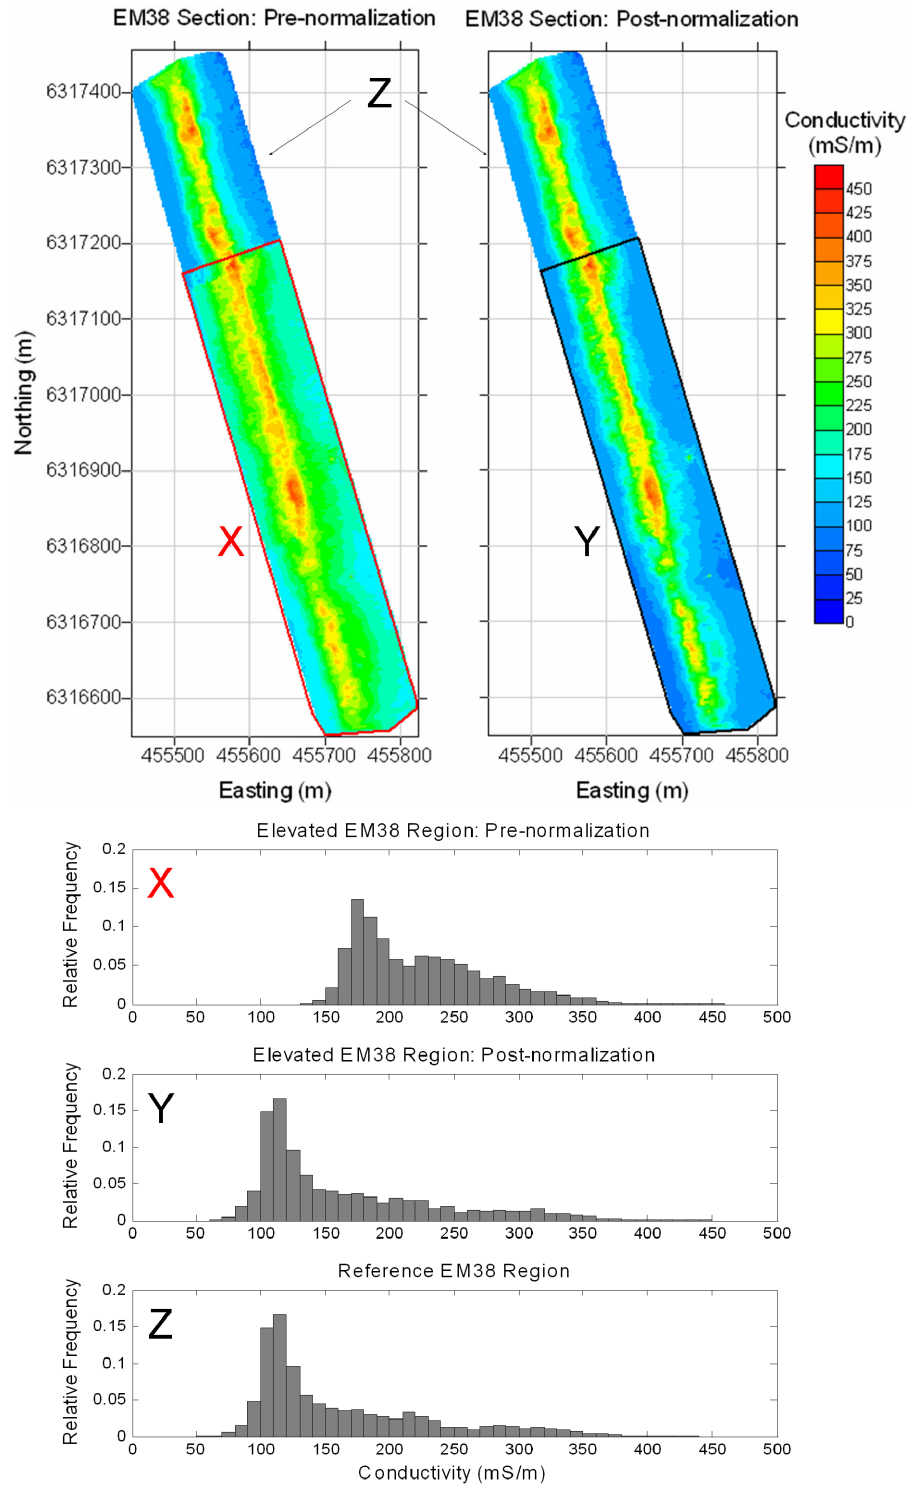 EM38 Section: Pre-normalization
EM38 Section: Post-normalization
Z
Conductivity
(mS/m)
450
425
400
375
350
325
300
275
250
225
200
175
150
125
100
75
50
25
0
Northing (m)
6317400
6317300
6317200
6317100
6317000
6316900
6316800
6316700
6316600
X
Y
455500 455600 455700 455800
455500 455600 455700 455800
Easting (m)
Easting (m)
Elevated EM38 Region: Pre-normalization
X
Relative Frequency
0.2
0.15
0.1
0.05
0
0 50 100 150 200 250 300 350 400 450 500
Elevated EM38 Region: Post-normalization
Y
Relative Frequency
0.2
0.15
0.1
0.05
0
0 50 100 150 200 250 300 350 400 450 500
Reference EM38 Region
Z
Relative Frequency
0.2
0.15
0.1
0.05
0
0 50 100 150 200 250 300 350 400 450 500
Conductivity (mS/m)